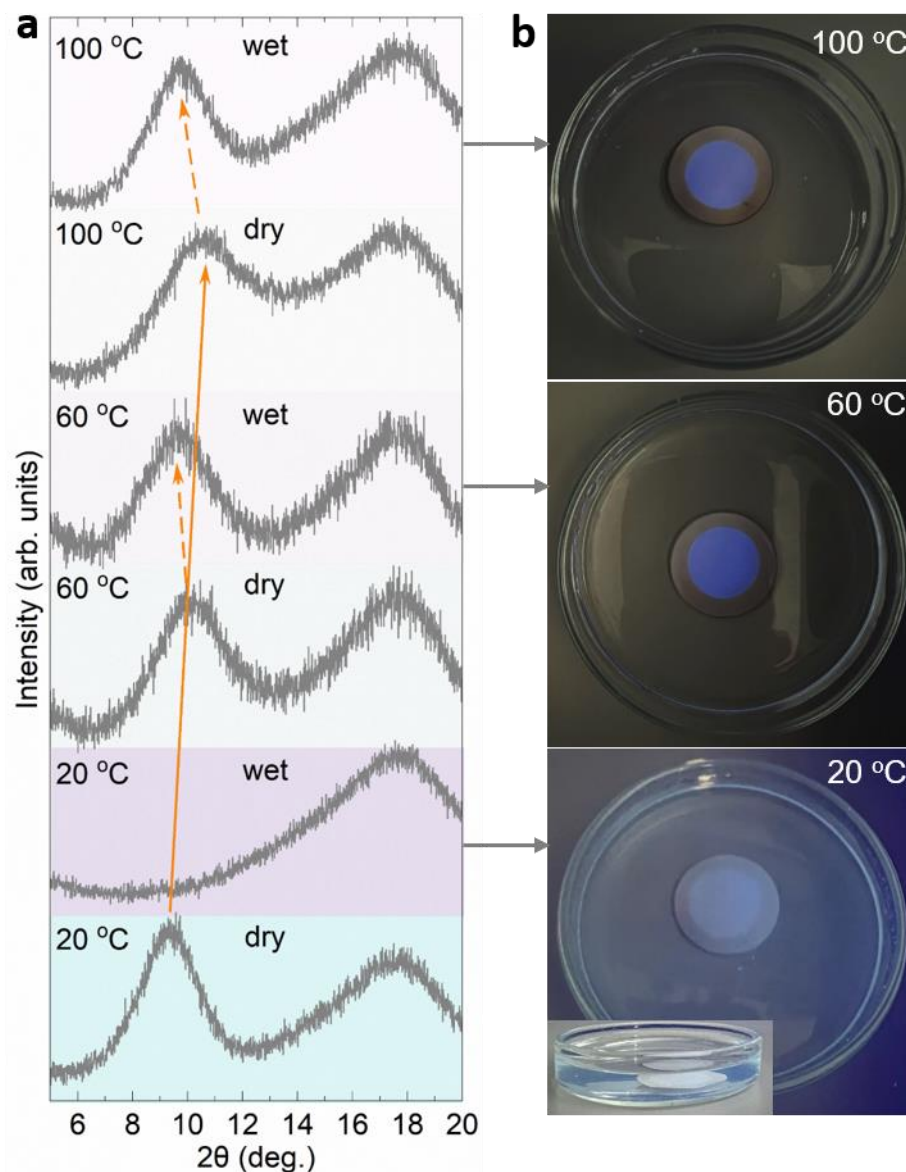 a
100 °C wet
100 °C dry
60 °C wet
60 °C dry
20 °C wet
20 °C dry
Intensity (arb. units)
6 8 10 12 14 16 18 20
2θ (deg.)
b
100 °C
60 °C
20 °C